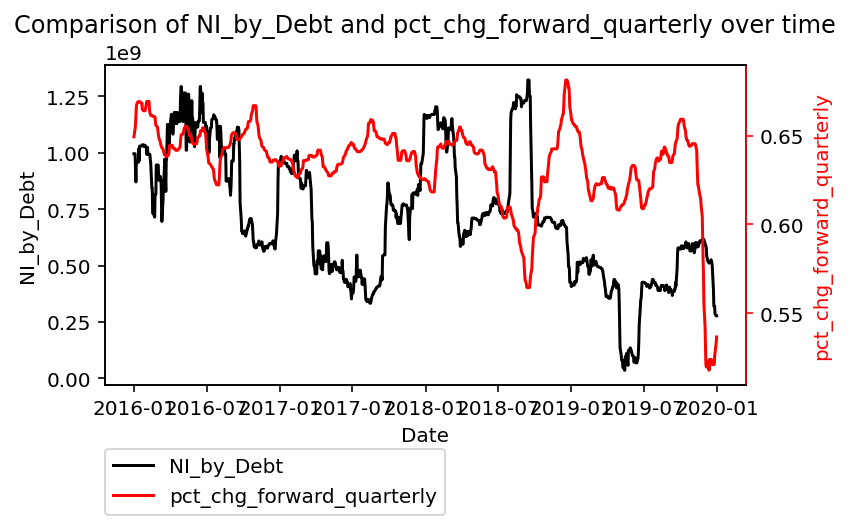 Comparison of NI_by_Debt and pct_chg_forward_quarterly over time
1e9
1.25
1.00
0.75
0.50
0.25
0.00
NI_by_Debt
0.65
0.60
0.55
pct_chg_forward_quarterly
2016-01 2016-07 2017-01 2017-07 2018-01 2018-07 2019-01 2019-07 2020-01
Date
NI_by_Debt
pct_chg_forward_quarterly